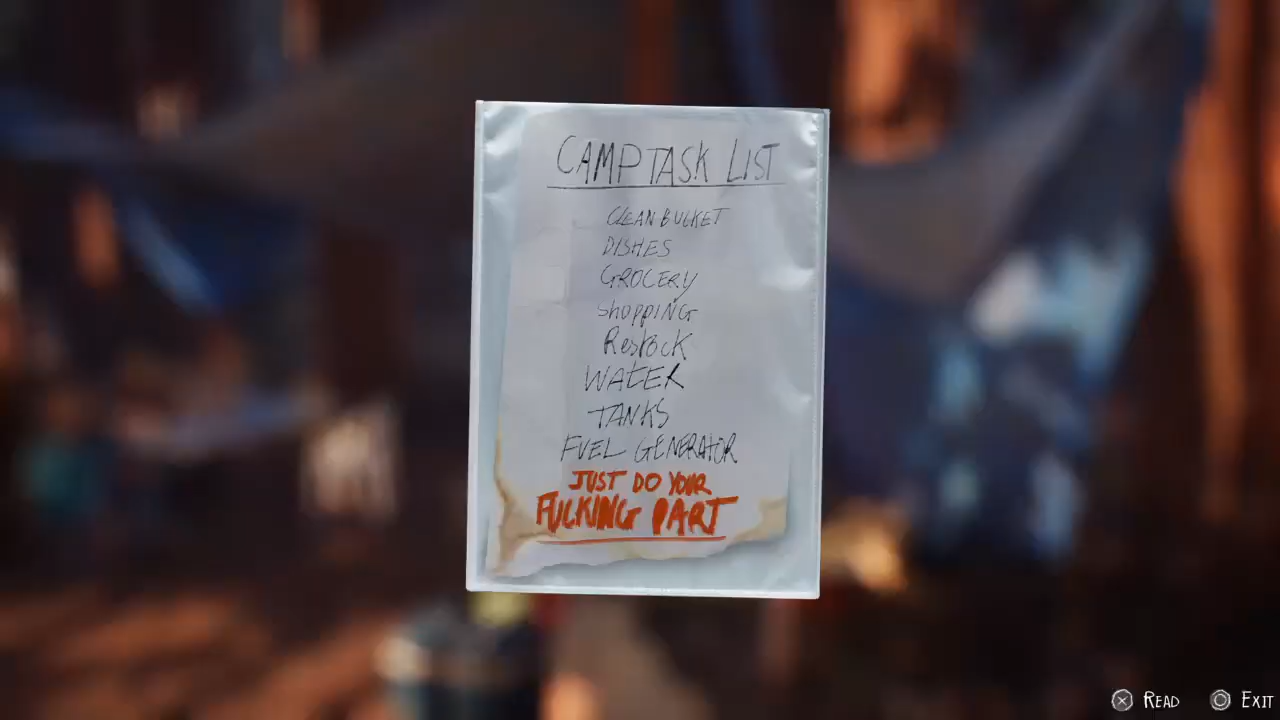 CAMP TASK LIST
CLEAN BUCKET
DISHES
GROCERY
SHOPPING
Restock
WATER
TANKS
FUEL GENERATOR
JUST DO YOUR
FUCKING PART
READ EXIT